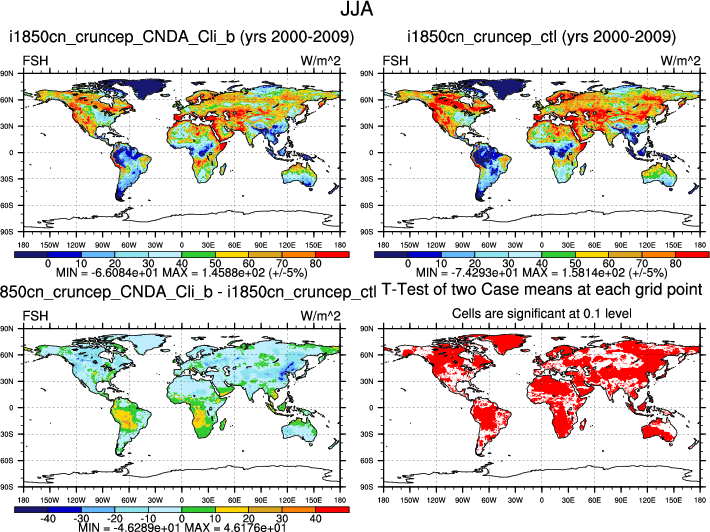 JJA
i1850cn_cruncep_CNDA_Cli_b (yrs 2000-2009)
FSH W/m^2
90N
60N
30N
0
30S
60S
90S
180 150W 120W 90W 60W 30W 0 30E 60E 90E 120E 150E 180
0 10 20 30 40 50 60 70 80
MIN = -6.6084e+01 MAX = 1.4588e+02 (+/-5%)
i1850cn_cruncep_ctl (yrs 2000-2009)
FSH W/m^2
90N
60N
30N
0
30S
60S
90S
180 150W 120W 90W 60W 30W 0 30E 60E 90E 120E 150E 180
0 10 20 30 40 50 60 70 80
MIN = -7.4293e+01 MAX = 1.5814e+02 (+/-5%)
850cn_cruncep_CNDA_Cli_b - i1850cn_cruncep_ctl
FSH W/m^2
90N
60N
30N
0
30S
60S
90S
180 150W 120W 90W 60W 30W 0 30E 60E 90E 120E 150E 180
-40 -30 -20 -10 0 10 20 30 40
MIN = -4.6289e+01 MAX = 4.6176e+01
T-Test of two Case means at each grid point
Cells are significant at 0.1 level
90N
60N
30N
0
30S
60S
90S
180 150W 120W 90W 60W 30W 0 30E 60E 90E 120E 150E 180